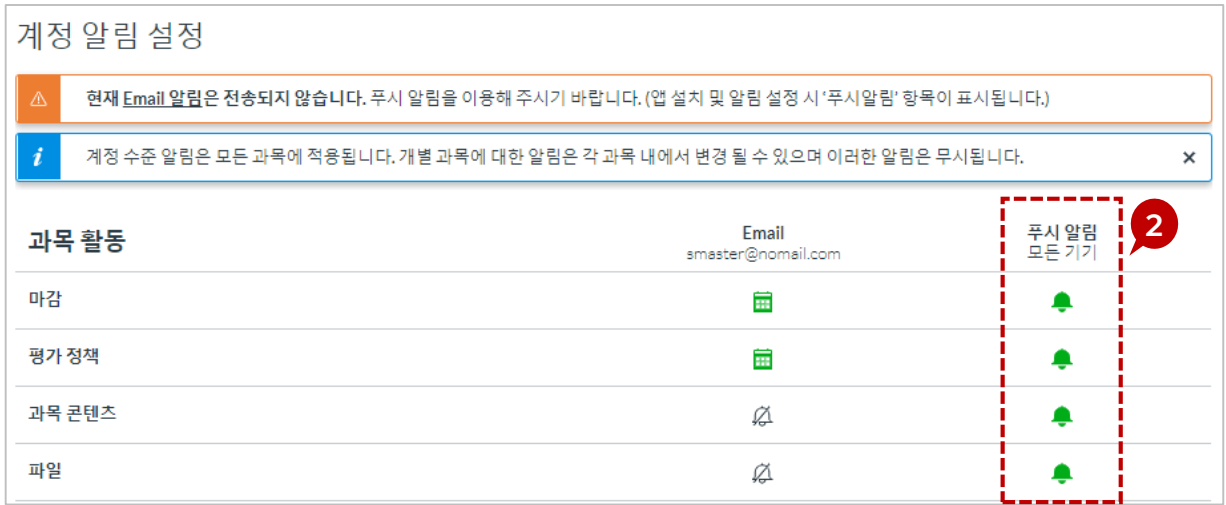 계정 알림 설정
현재 Email 알림은 전송되지 않습니다. 푸시 알림을 이용해 주시기 바랍니다. (앱 설치 및 알림 설정 시 '푸시알림' 항목이 표시됩니다.)
i 계정 수준 알림은 모든 과목에 적용됩니다. 개별 과목에 대한 알림은 각 과목 내에서 변경 될 수 있으며 이러한 알림은 무시됩니다. ×
과목 활동
Email
smaster@nomail.com
푸시 알림
모든 기기
2
마감
평가 정책
과목 콘텐츠
파일